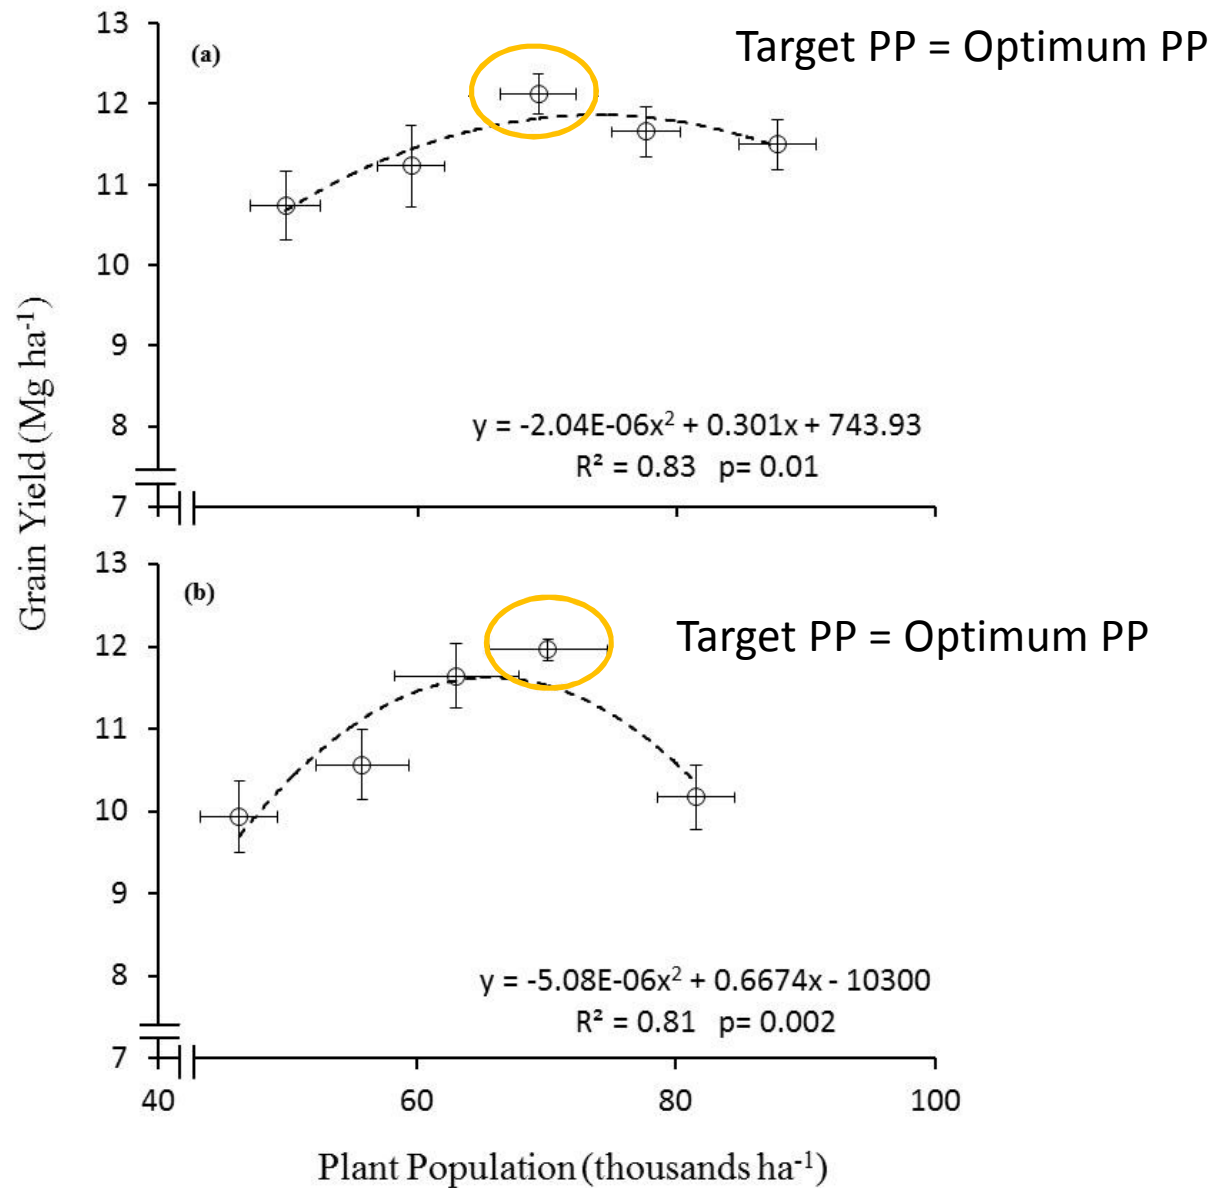 13
(a)
Target PP = Optimum PP
12
11
10
9
8
7
y = -2.04E-06x² + 0.301x + 743.93
R² = 0.83 p= 0.01
Grain Yield (Mg ha⁻¹)
13
(b)
Target PP = Optimum PP
12
11
10
9
8
7
y = -5.08E-06x² + 0.6674x - 10300
R² = 0.81 p= 0.002
40 60 80 100
Plant Population (thousands ha⁻¹)